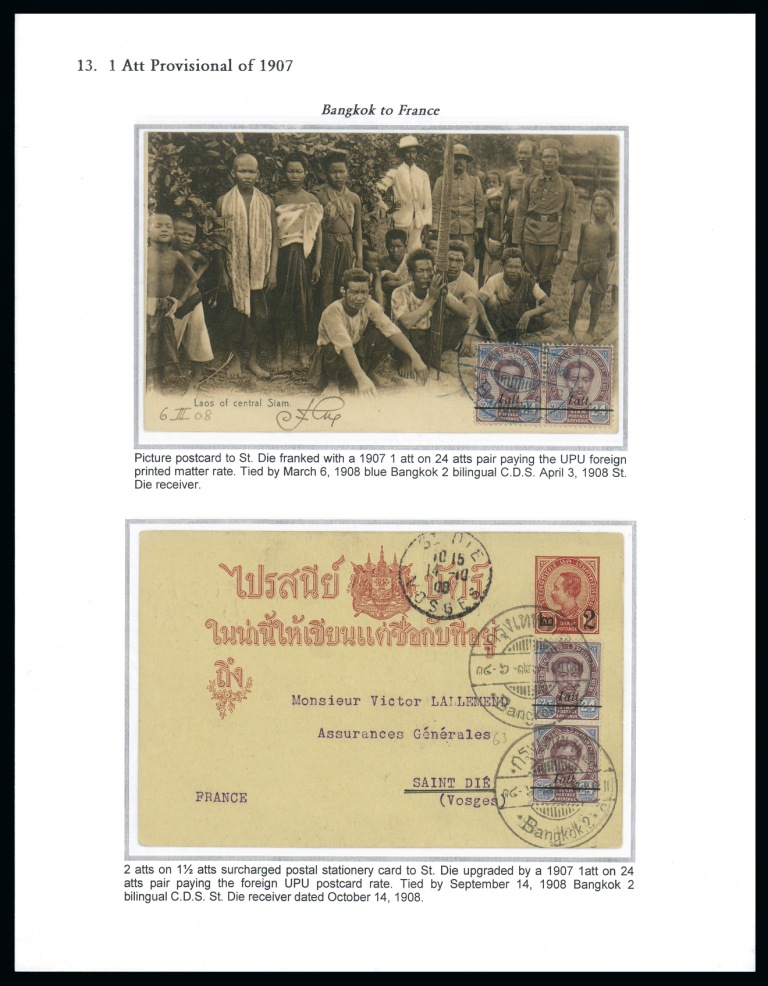 13. 1 Att Provisional of 1907
Bangkok to France
Laos of central Siam.
6 III 08
Picture postcard to St. Die franked with a 1907 1 att on 24 atts pair paying the UPU foreign
printed matter rate. Tied by March 6, 1908 blue Bangkok 2 bilingual C.D.S. April 3, 1908 St.
Die receiver.
ST DIE
10 15
14 -10
08
VOSGES
ไปรสนีย์ บัตร์
ในน่านี้ให้เขียนแต่ชื่อกับที่อยู่
ถึง
2
1att.
Bangkok 2
Monsieur Victor LALLEMEND
Assurances Générales
63
SAINT DIÉ
(Vosges)
FRANCE
2 atts on 1½ atts surcharged postal stationery card to St. Die upgraded by a 1907 1att on 24
atts pair paying the foreign UPU postcard rate. Tied by September 14, 1908 Bangkok 2
bilingual C.D.S. St. Die receiver dated October 14, 1908.